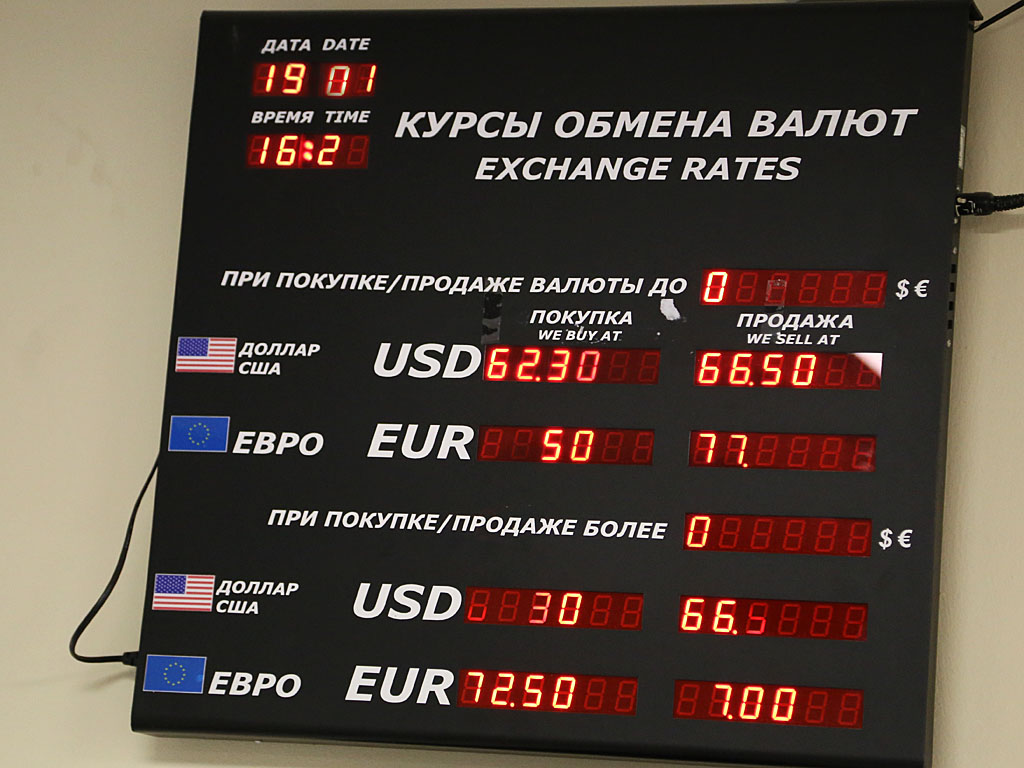 ДАТА DATE
19 01
ВРЕМЯ TIME
16:2
КУРСЫ ОБМЕНА ВАЛЮТ
EXCHANGE RATES
ПРИ ПОКУПКЕ/ПРОДАЖЕ ВАЛЮТЫ ДО 0 $€
ПОКУПКА ПРОДАЖА
WE BUY AT WE SELL AT
ДОЛЛАР США USD 62.30 66.50
ЕВРО EUR 50 77.
ПРИ ПОКУПКЕ/ПРОДАЖЕ БОЛЕЕ 0 $€
ДОЛЛАР США USD 30 66.5
ЕВРО EUR 72.50 7.00